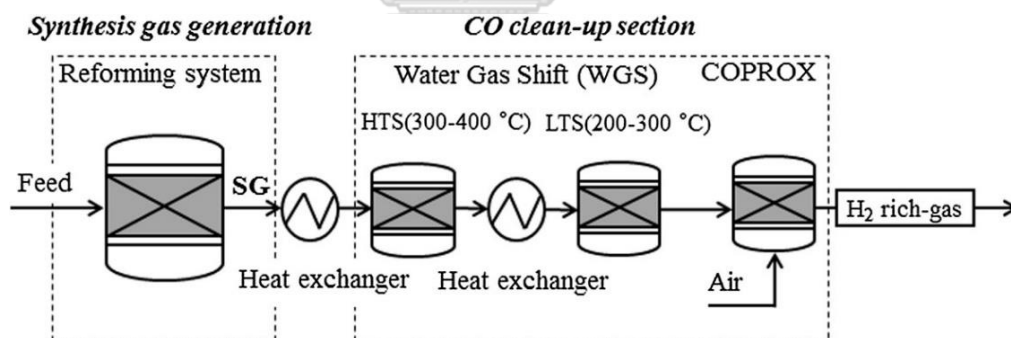 Synthesis gas generation
CO clean-up section
Reforming system
Water Gas Shift (WGS)
COPROX
HTS(300-400 °C)
LTS(200-300 °C)
Feed
SG
H₂ rich-gas
Heat exchanger
Heat exchanger
Air